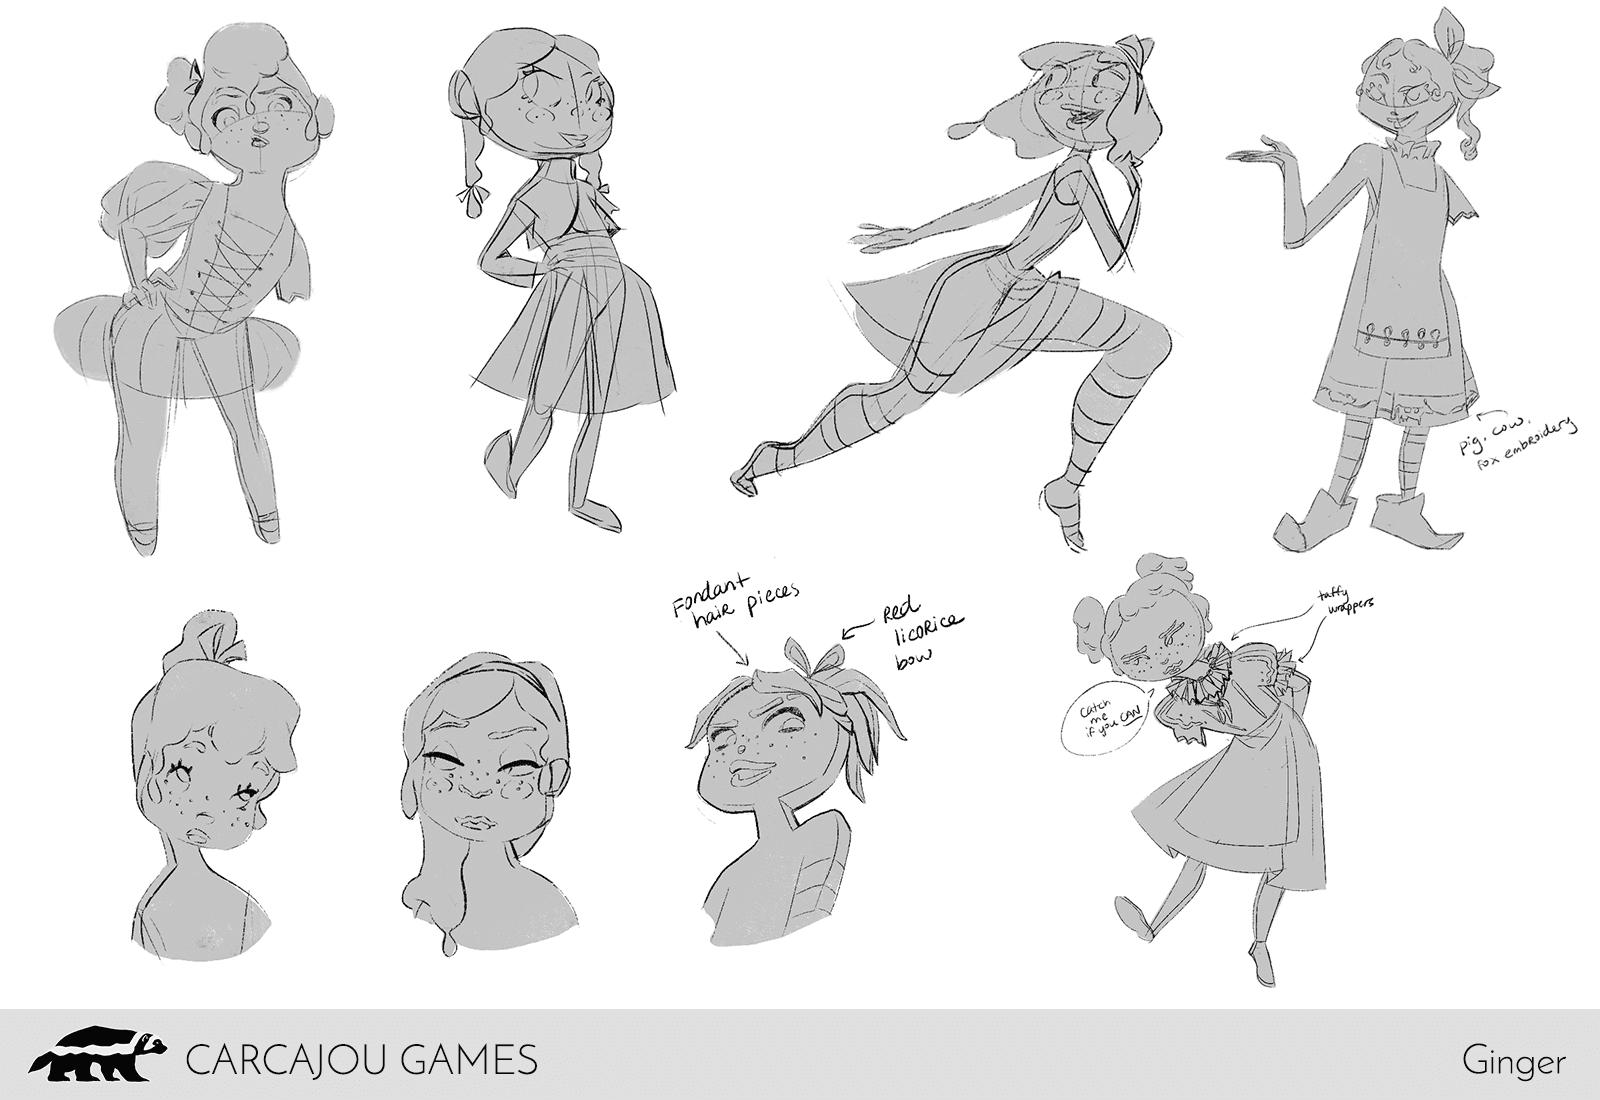 pig, cow,
fox embroidery
Fondant
hair pieces
Red
licorice
bow
taffy
wrappers
Catch
me
if you CAN
CARCAJOU GAMES
Ginger